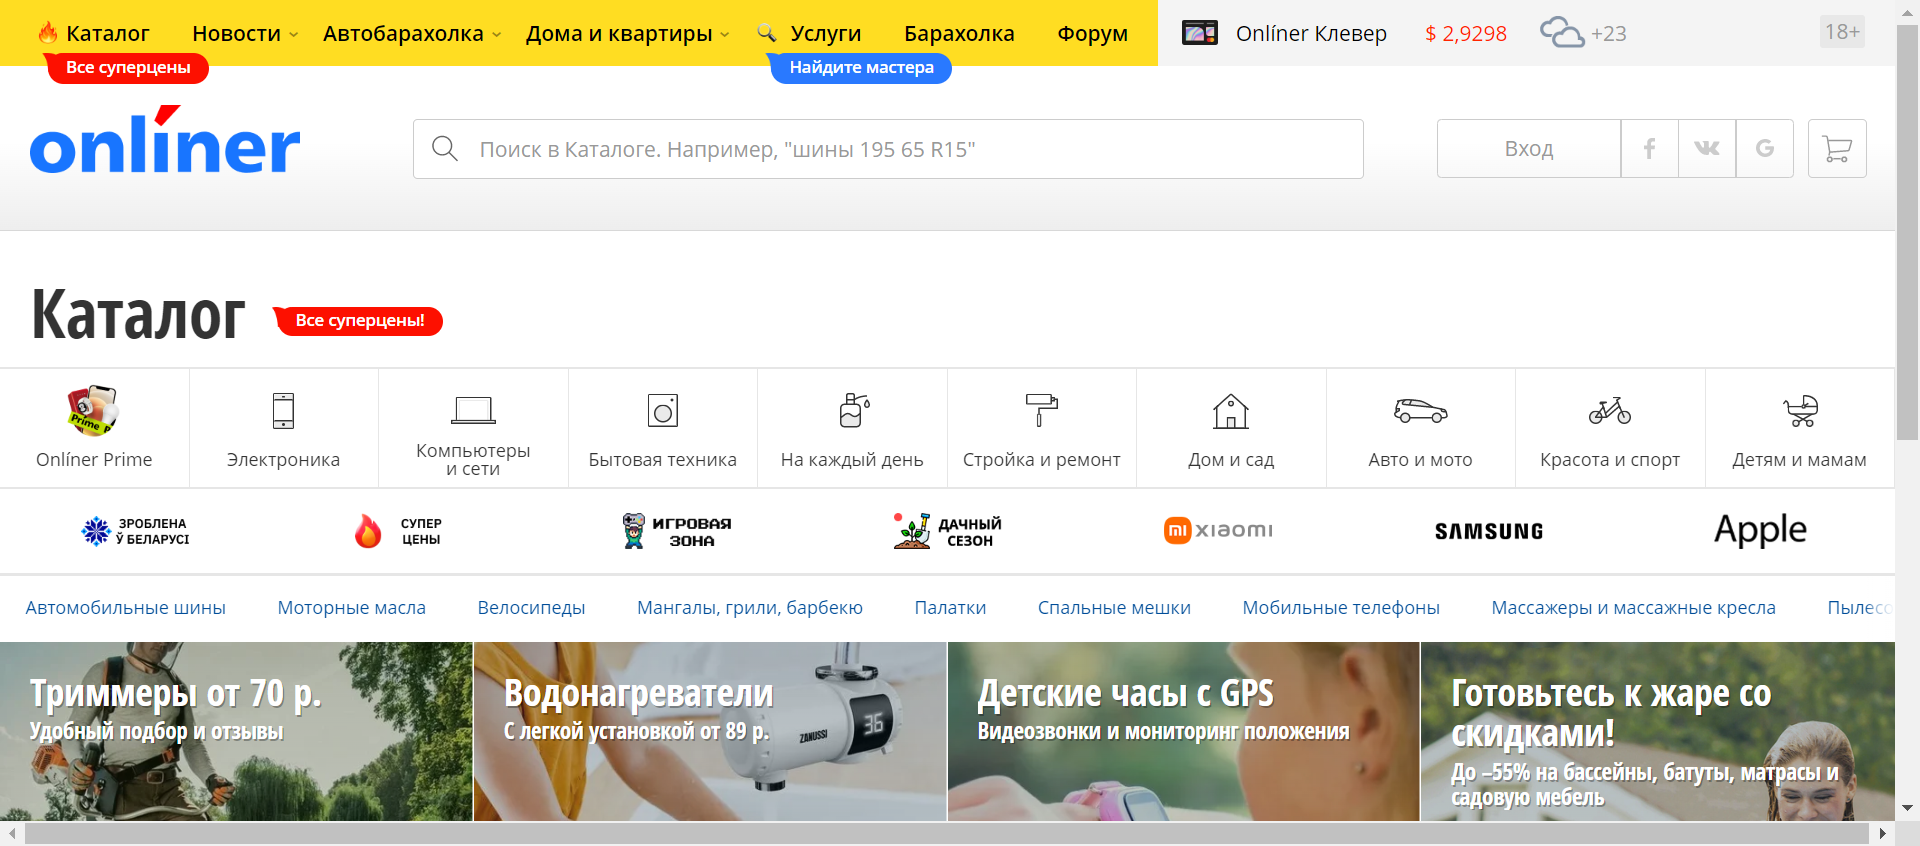 Каталог
Новости
Автобарахолка
Дома и квартиры
Услуги
Барахолка
Форум
Onlíner Клевер
$ 2,9298
+23
18+
Все суперцены
Найдите мастера
onlíner
Поиск в Каталоге. Например, "шины 195 65 R15"
Вход
Каталог
Все суперцены!
Prime P
Onlíner Prime
Электроника
Компьютеры
и сети
Бытовая техника
На каждый день
Стройка и ремонт
Дом и сад
Авто и мото
Красота и спорт
Детям и мамам
ЗРОБЛЕНА
Ў БЕЛАРУСІ
СУПЕР
ЦЕНЫ
ИГРОВАЯ
ЗОНА
ДАЧНЫЙ
СЕЗОН
mi xiaomi
SAMSUNG
Apple
Автомобильные шины
Моторные масла
Велосипеды
Мангалы, грили, барбекю
Палатки
Спальные мешки
Мобильные телефоны
Массажеры и массажные кресла
Пылесо
Триммеры от 70 р.
Удобный подбор и отзывы
Водонагреватели
С легкой установкой от 89 р.
ZANUSSI
36
Детские часы с GPS
Видеозвонки и мониторинг положения
Готовьтесь к жаре со
скидками!
До –55% на бассейны, батуты, матрасы и
садовую мебель